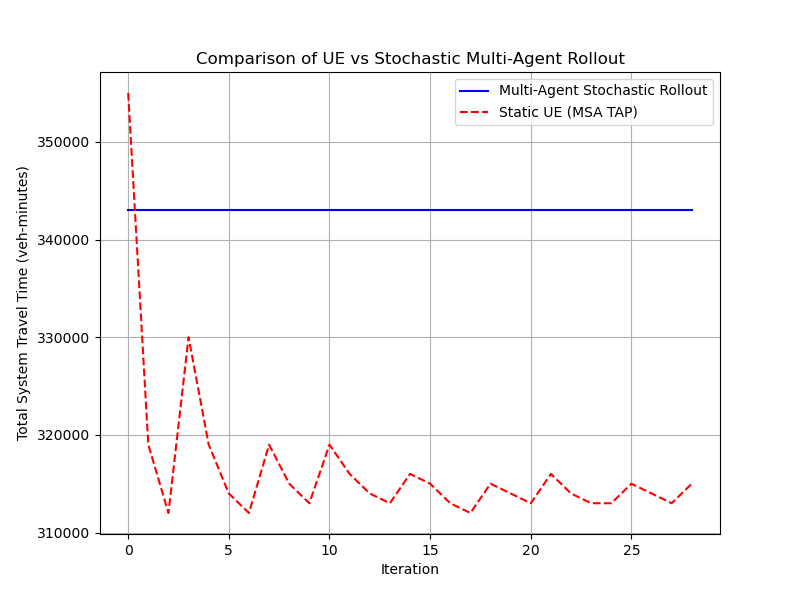 Comparison of UE vs Stochastic Multi-Agent Rollout
Multi-Agent Stochastic Rollout
Static UE (MSA TAP)
Total System Travel Time (veh-minutes)
350000
340000
330000
320000
310000
0 5 10 15 20 25
Iteration